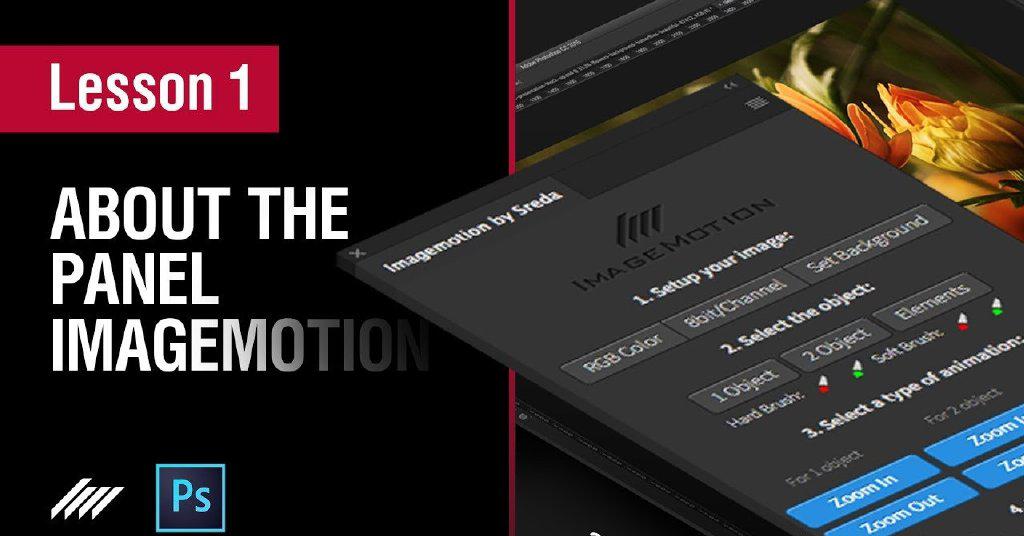 Lesson 1
ABOUT THE
PANEL
IMAGEMOTION
Ps
Imagemotion by Sreda
IMAGEMOTION
1. Setup your image:
RGB Color
8bit/Channel
Set Background
2. Select the object:
1 Object
2 Object
Elements
Hard Brush:
Soft Brush:
3. Select a type of animation:
For 1 object
For 2 object
Zoom In
Zoom In
Zoom Out
Zoom
4.